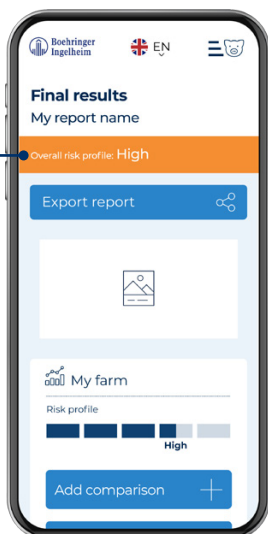 Boehringer
Ingelheim
EN
Final results
My report name
Overall risk profile: High
Export report
My farm
Risk profile
High
Add comparison